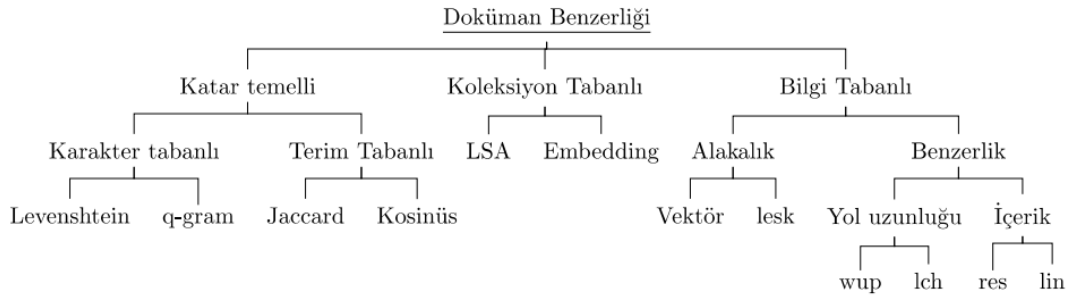 Doküman Benzerliği
Katar temelli Koleksiyon Tabanlı Bilgi Tabanlı
Karakter tabanlı Terim Tabanlı LSA Embedding Alakalık Benzerlik
Levenshtein q-gram Jaccard Kosinüs Vektör lesk Yol uzunluğu İçerik
wup lch res lin